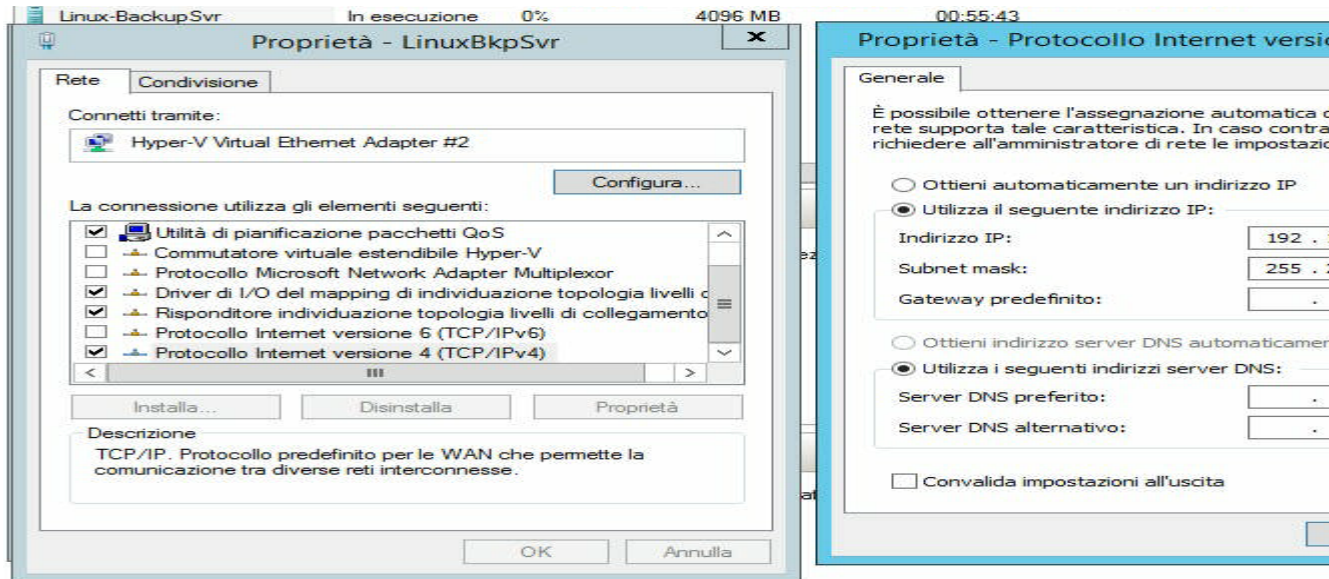 Linux-BackupSvr In esecuzione 0% 4096 MB 00:55:43
Proprietà - LinuxBkpSvr x
Rete Condivisione
Connetti tramite:
Hyper-V Virtual Ethernet Adapter #2
Configura...
La connessione utilizza gli elementi seguenti:
Utilità di pianificazione pacchetti QoS
Commutatore virtuale estendibile Hyper-V
Protocollo Microsoft Network Adapter Multiplexor
Driver di I/O del mapping di individuazione topologia livelli
Risponditore individuazione topologia livelli di collegamento
Protocollo Internet versione 6 (TCP/IPv6)
Protocollo Internet versione 4 (TCP/IPv4)
Installa... Disinstalla Proprietà
Descrizione
TCP/IP. Protocollo predefinito per le WAN che permette la
comunicazione tra diverse reti interconnesse.
OK Annulla
Proprietà - Protocollo Internet
Generale
È possibile ottenere l'assegnazione automatica
rete supporta tale caratteristica. In caso
richiedere all'amministratore di rete le
Ottieni automaticamente un indirizzo IP
Utilizza il seguente indirizzo IP:
Indirizzo IP: 192 .
Subnet mask: 255 .
Gateway predefinito: .
Ottieni indirizzo server DNS
Utilizza i seguenti indirizzi server DNS:
Server DNS preferito: .
Server DNS alternativo: .
Convalida impostazioni all'uscita